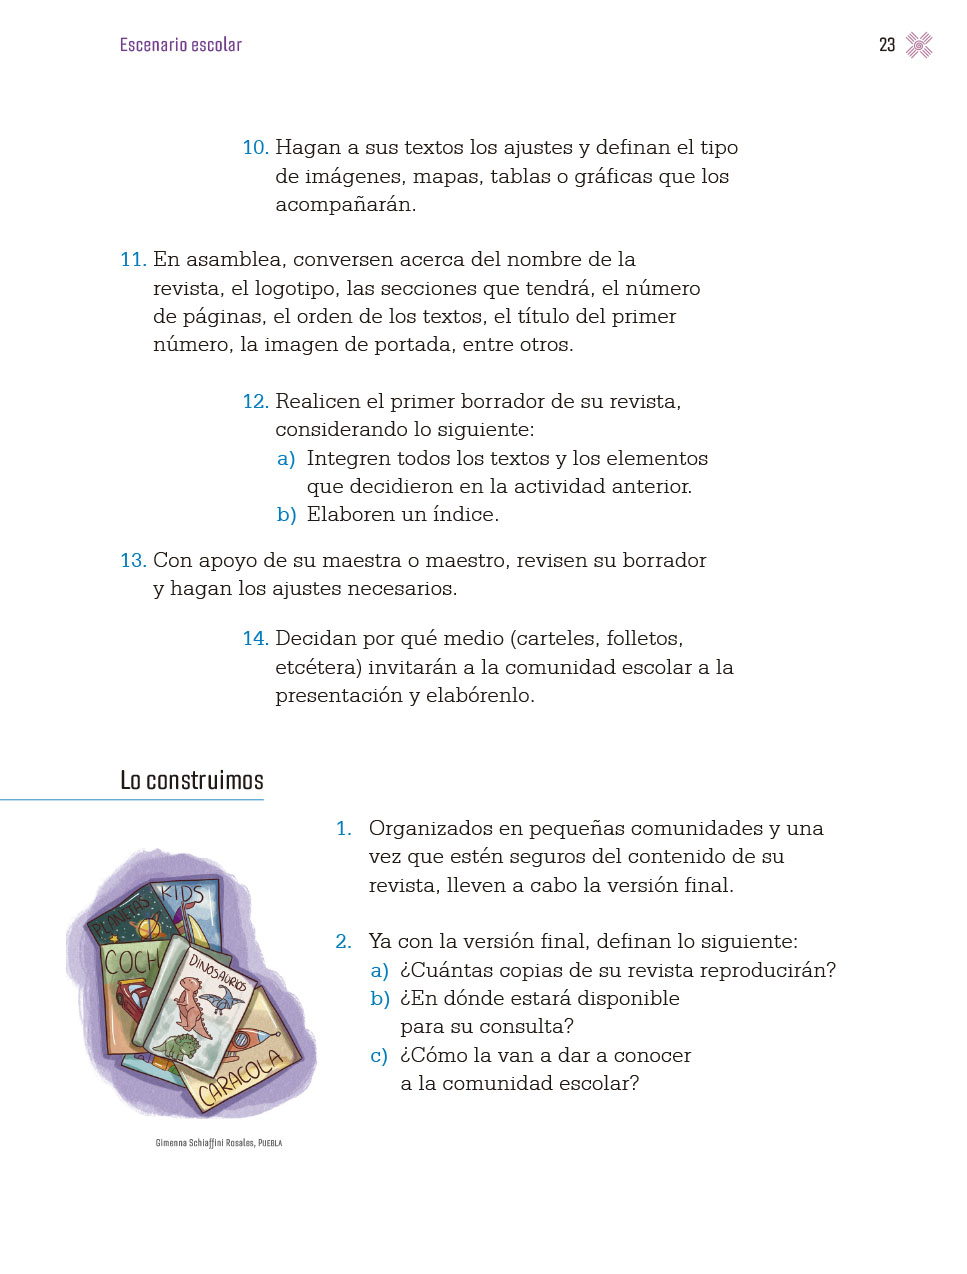 Escenario escolar
23
10. Hagan a sus textos los ajustes y definan el tipo
de imágenes, mapas, tablas o gráficas que los
acompañarán.
11. En asamblea, conversen acerca del nombre de la
revista, el logotipo, las secciones que tendrá, el número
de páginas, el orden de los textos, el título del primer
número, la imagen de portada, entre otros.
12. Realicen el primer borrador de su revista,
considerando lo siguiente:
a) Integren todos los textos y los elementos
que decidieron en la actividad anterior.
b) Elaboren un índice.
13. Con apoyo de su maestra o maestro, revisen su borrador
y hagan los ajustes necesarios.
14. Decidan por qué medio (carteles, folletos,
etcétera) invitarán a la comunidad escolar a la
presentación y elabórenlo.
Lo construimos
1. Organizados en pequeñas comunidades y una
vez que estén seguros del contenido de su
revista, lleven a cabo la versión final.
2. Ya con la versión final, definan lo siguiente:
a) ¿Cuántas copias de su revista reproducirán?
b) ¿En dónde estará disponible
para su consulta?
c) ¿Cómo la van a dar a conocer
a la comunidad escolar?
PLANETAS
KIDS
COCH
DINOSAURIOS
CARACOLA
Gimenna Schiaffini Rosales, PUEBLA